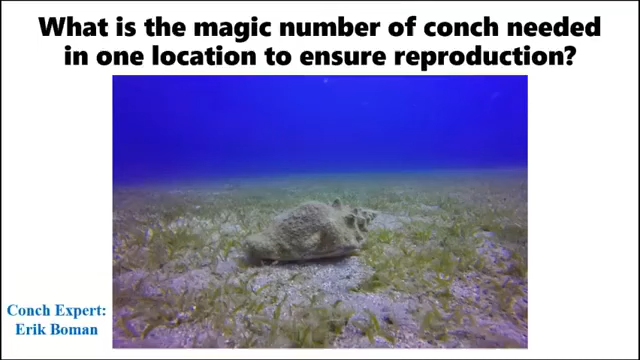 What is the magic number of conch needed
in one location to ensure reproduction?
Conch Expert:
Erik Boman